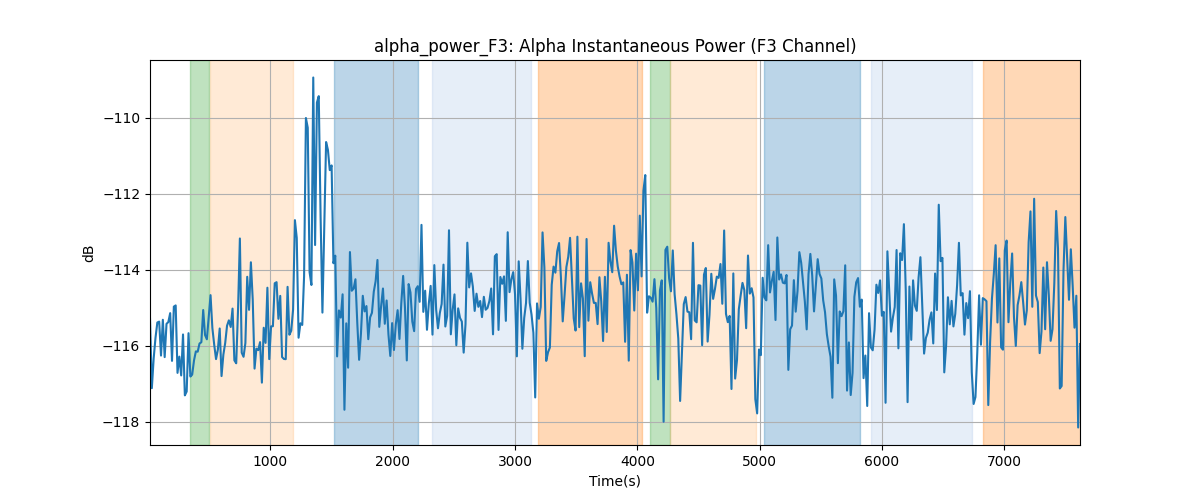 alpha_power_F3: Alpha Instantaneous Power (F3 Channel)
−110
−112
−114
−116
−118
dB
1000 2000 3000 4000 5000 6000 7000
Time(s)